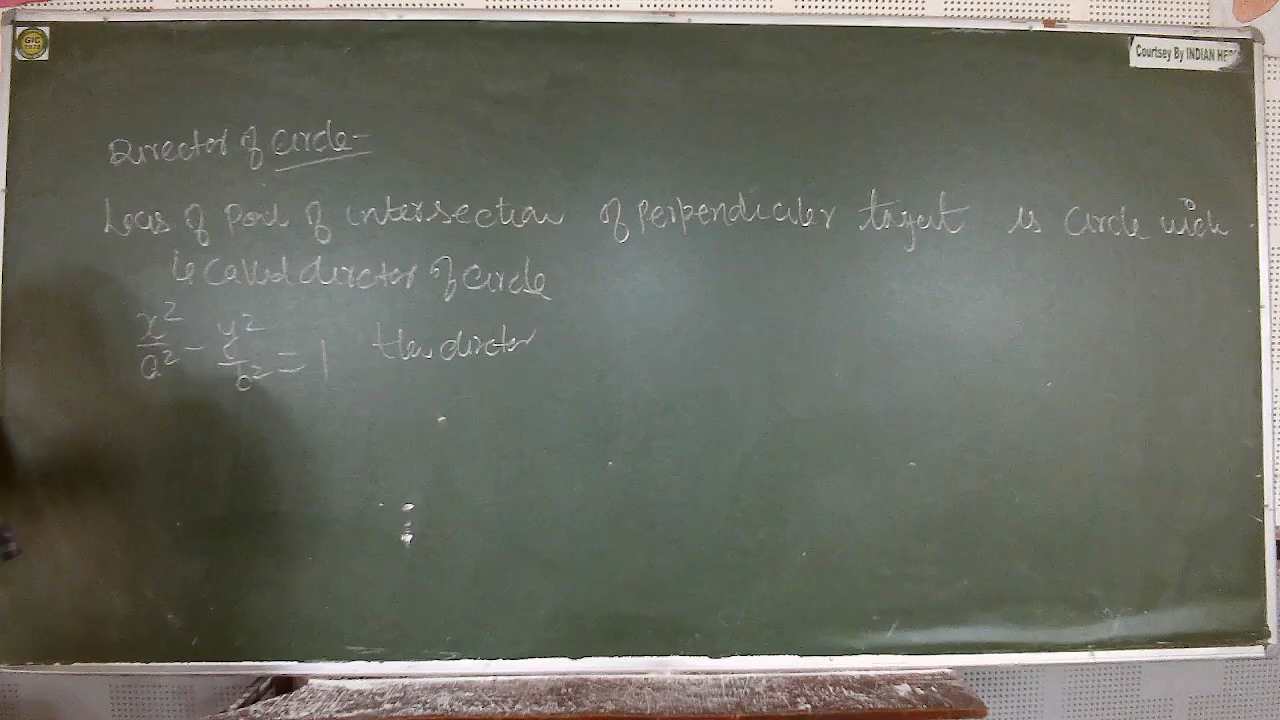 Courtsey By INDIAN HE
Director of circle-
Locus of Point of intersection of perpendicular tangent is circle which
is called director of circle
x²/a² - y²/b² = 1 then director